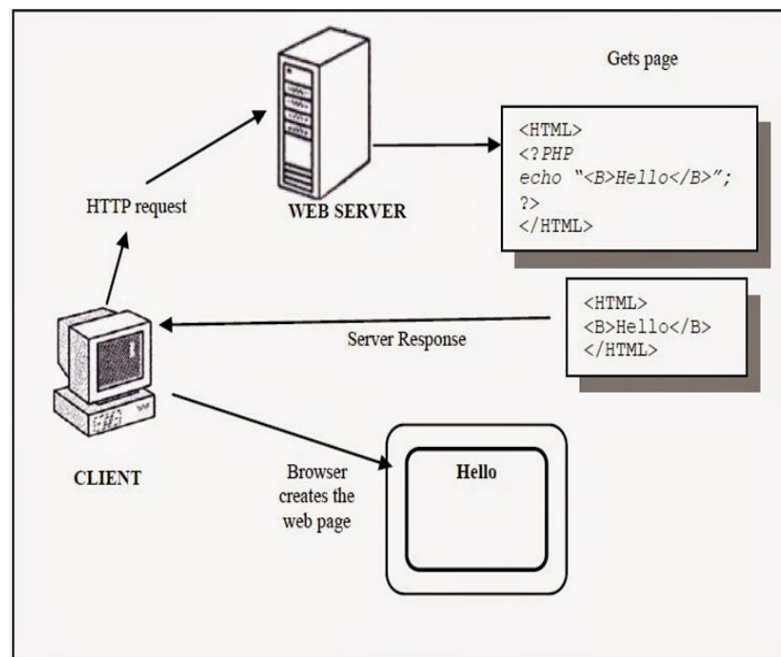 Gets page
<HTML>
<?PHP
echo “<B>Hello</B>”;
?>
</HTML>
WEB SERVER
HTTP request
<HTML>
<B>Hello</B>
</HTML>
Server Response
CLIENT
Browser
creates the
web page
Hello